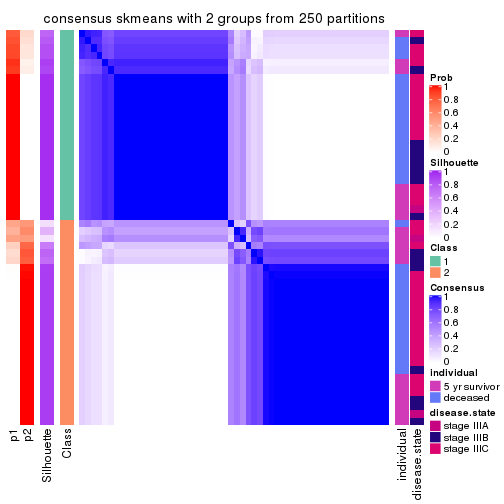 consensus skmeans with 2 groups from 250 partitions
Prob
1
0.8
0.6
0.4
0.2
0
Silhouette
1
0.8
0.6
0.4
0.2
0
Class
1
2
Consensus
1
0.8
0.6
0.4
0.2
0
individual
5 yr survivor
deceased
disease.state
stage IIIA
stage IIIB
stage IIIC
p1
p2
Silhouette
Class
individual
disease.state